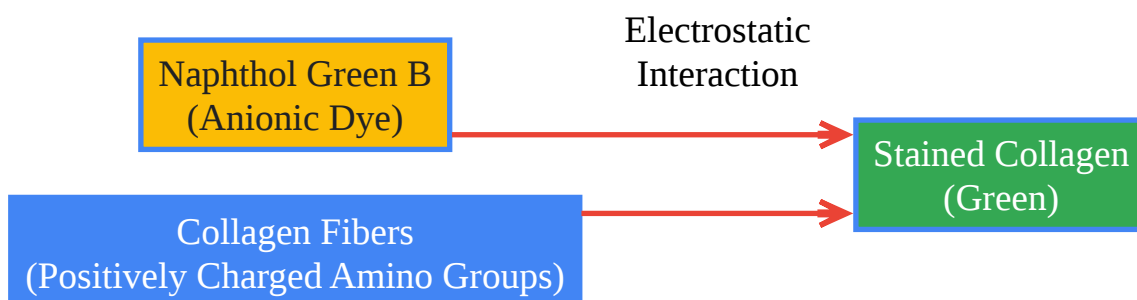 Electrostatic
Interaction
Naphthol Green B
(Anionic Dye)
Stained Collagen
(Green)
Collagen Fibers
(Positively Charged Amino Groups)